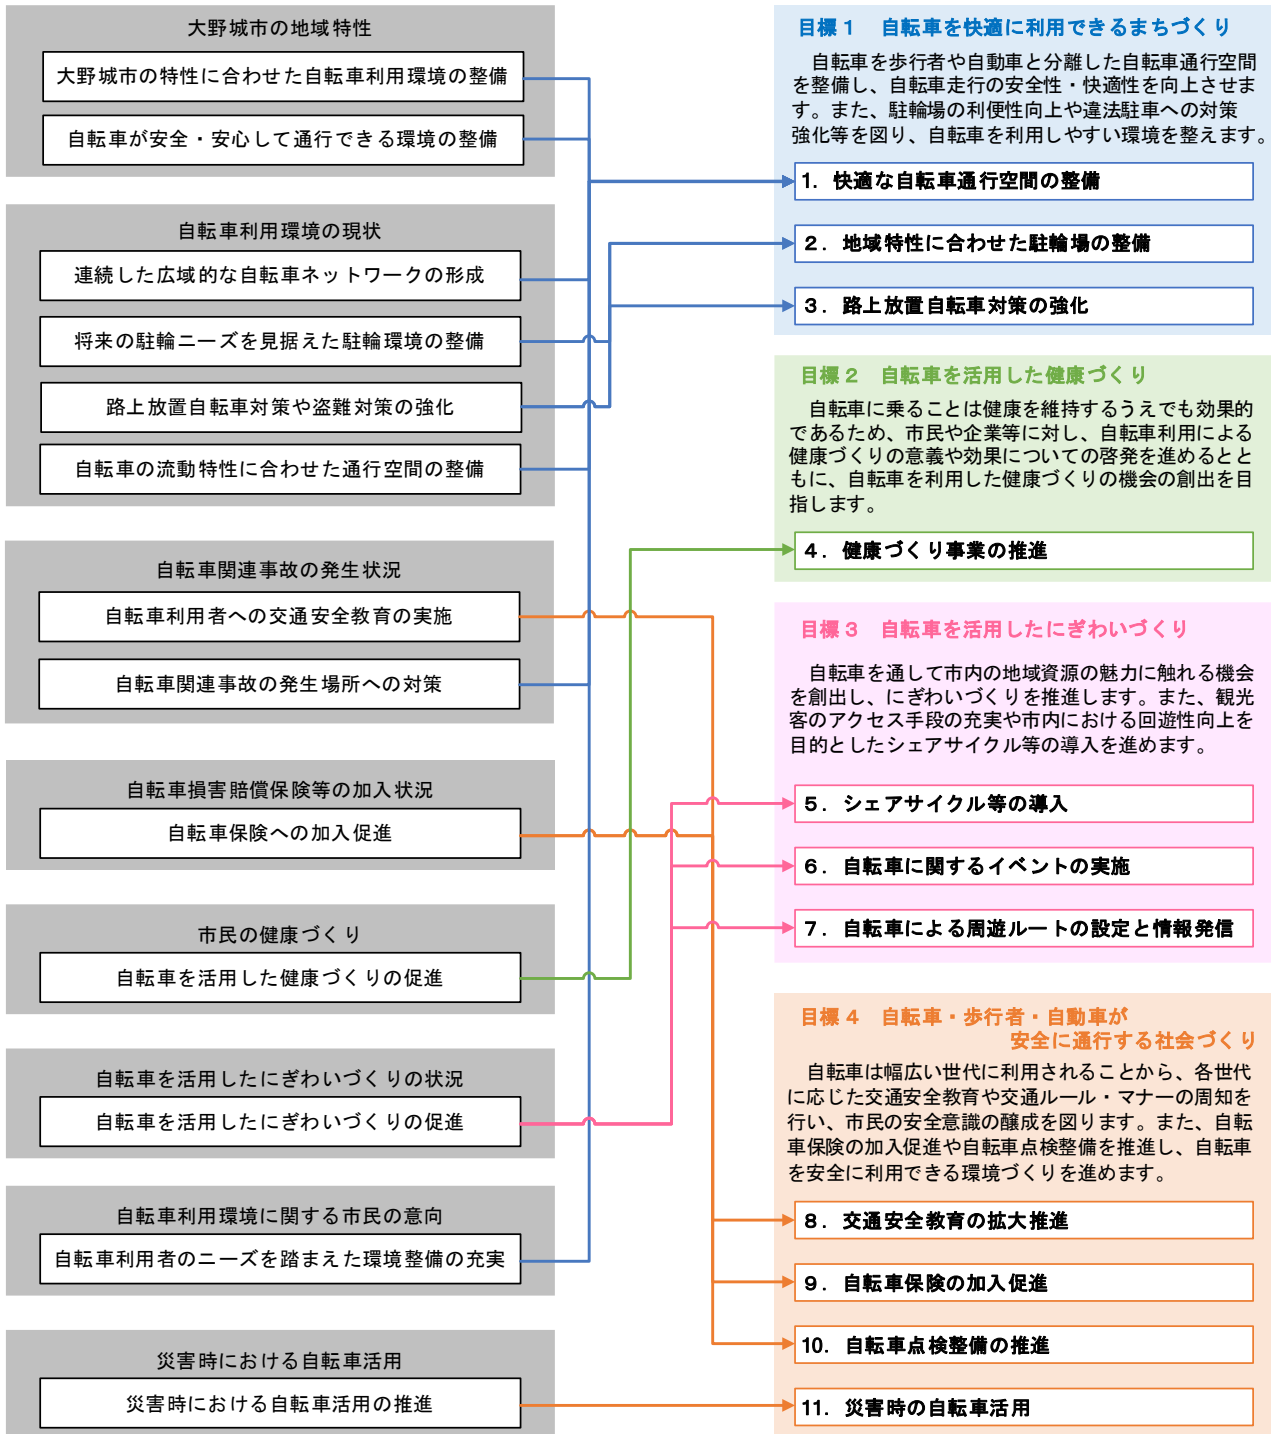 大野城市の地域特性
大野城市の特性に合わせた自転車利用環境の整備
自転車が安全・安心して通行できる環境の整備
自転車利用環境の現状
連続した広域的な自転車ネットワークの形成
将来の駐輪ニーズを見据えた駐輪環境の整備
路上放置自転車対策や盗難対策の強化
自転車の流動特性に合わせた通行空間の整備
自転車関連事故の発生状況
自転車利用者への交通安全教育の実施
自転車関連事故の発生場所への対策
自転車損害賠償保険等の加入状況
自転車保険への加入促進
市民の健康づくり
自転車を活用した健康づくりの促進
自転車を活用したにぎわいづくりの状況
自転車を活用したにぎわいづくりの促進
自転車利用環境に関する市民の意向
自転車利用者のニーズを踏まえた環境整備の充実
災害時における自転車活用
災害時における自転車活用の推進
目標１　自転車を快適に利用できるまちづくり
自転車を歩行者や自動車と分離した自転車通行空間
を整備し、自転車走行の安全性・快適性を向上させま
す。また、駐輪場の利便性向上や違法駐車への対策
強化等を図り、自転車を利用しやすい環境を整えます。
1. 快適な自転車通行空間の整備
２．地域特性に合わせた駐輪場の整備
３．路上放置自転車対策の強化
目標２　自転車を活用した健康づくり
自転車に乗ることは健康を維持するうえでも効果的
であるため、市民や企業等に対し、自転車利用による
健康づくりの意義や効果についての啓発を進めるとと
もに、自転車を利用した健康づくりの機会の創出を目
指します。
４．健康づくり事業の推進
目標３　自転車を活用したにぎわいづくり
自転車を通して市内の地域資源の魅力に触れる機会
を創出し、にぎわいづくりを推進します。また、観光
客のアクセス手段の充実や市内における回遊性向上を
目的としたシェアサイクル等の導入を進めます。
５．シェアサイクル等の導入
６．自転車に関するイベントの実施
７．自転車による周遊ルートの設定と情報発信
目標４　自転車・歩行者・自動車が
安全に通行する社会づくり
自転車は幅広い世代に利用されることから、各世代
に応じた交通安全教育や交通ルール・マナーの周知を
行い、市民の安全意識の醸成を図ります。また、自転
車保険の加入促進や自転車点検整備を推進し、自転車
を安全に利用できる環境づくりを進めます。
８．交通安全教育の拡大推進
９．自転車保険の加入促進
10. 自転車点検整備の推進
11. 災害時の自転車活用